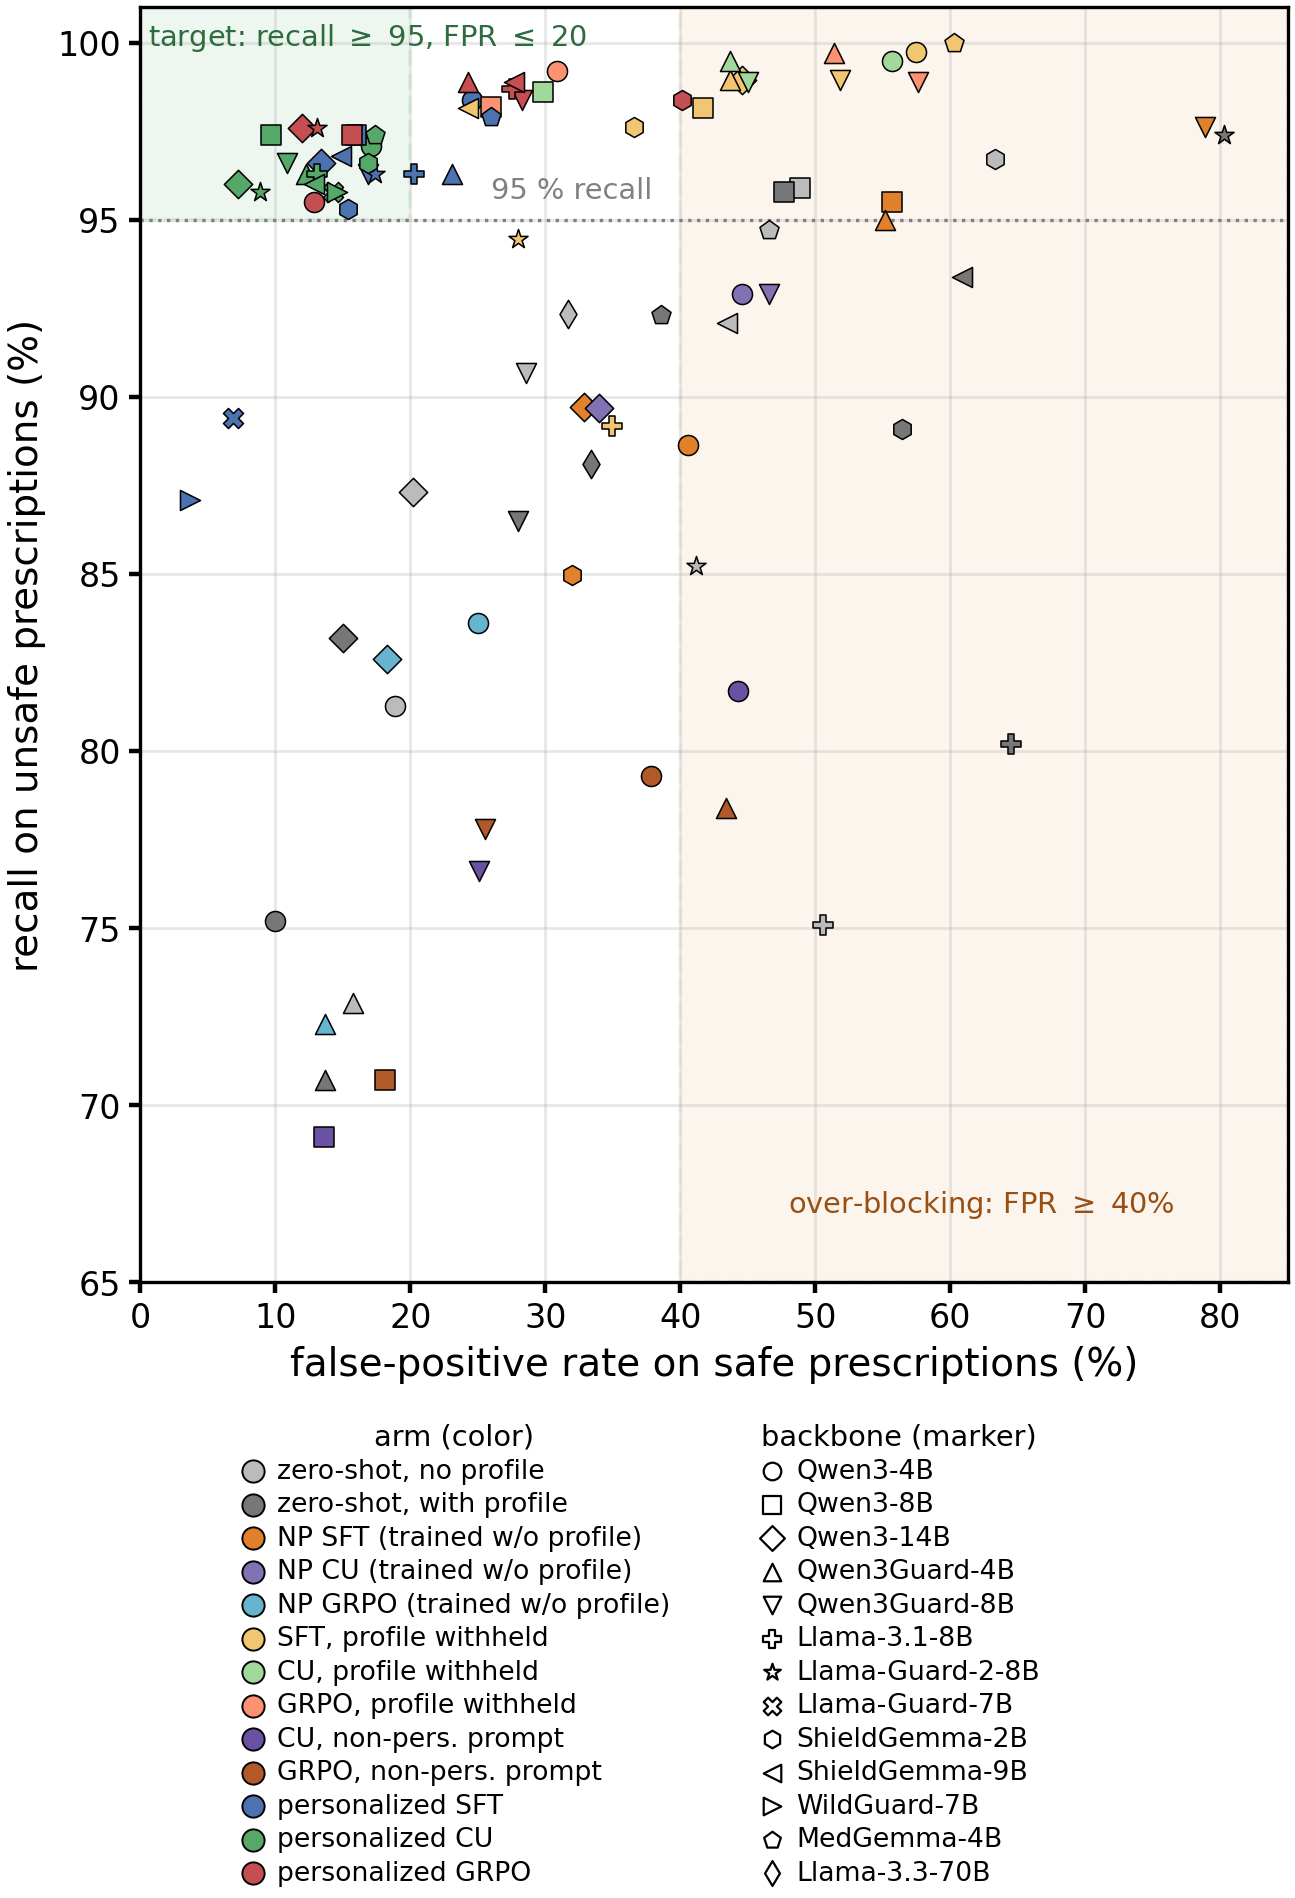 target: recall ≥ 95, FPR ≤ 20
95 % recall
over-blocking: FPR ≥ 40%
recall on unsafe prescriptions (%)
100
95
90
85
80
75
70
65
0 10 20 30 40 50 60 70 80
false-positive rate on safe prescriptions (%)
arm (color)
zero-shot, no profile
zero-shot, with profile
NP SFT (trained w/o profile)
NP CU (trained w/o profile)
NP GRPO (trained w/o profile)
SFT, profile withheld
CU, profile withheld
GRPO, profile withheld
CU, non-pers. prompt
GRPO, non-pers. prompt
personalized SFT
personalized CU
personalized GRPO
backbone (marker)
Qwen3-4B
Qwen3-8B
Qwen3-14B
Qwen3Guard-4B
Qwen3Guard-8B
Llama-3.1-8B
Llama-Guard-2-8B
Llama-Guard-7B
ShieldGemma-2B
ShieldGemma-9B
WildGuard-7B
MedGemma-4B
Llama-3.3-70B